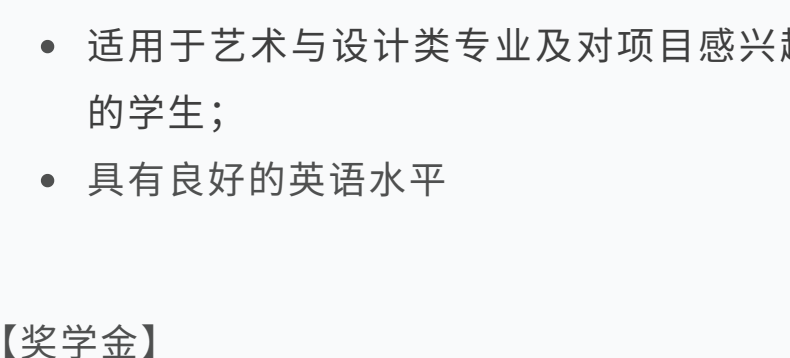 • 适用于艺术与设计类专业及对项目感兴趣
的学生；
• 具有良好的英语水平
【奖学金】